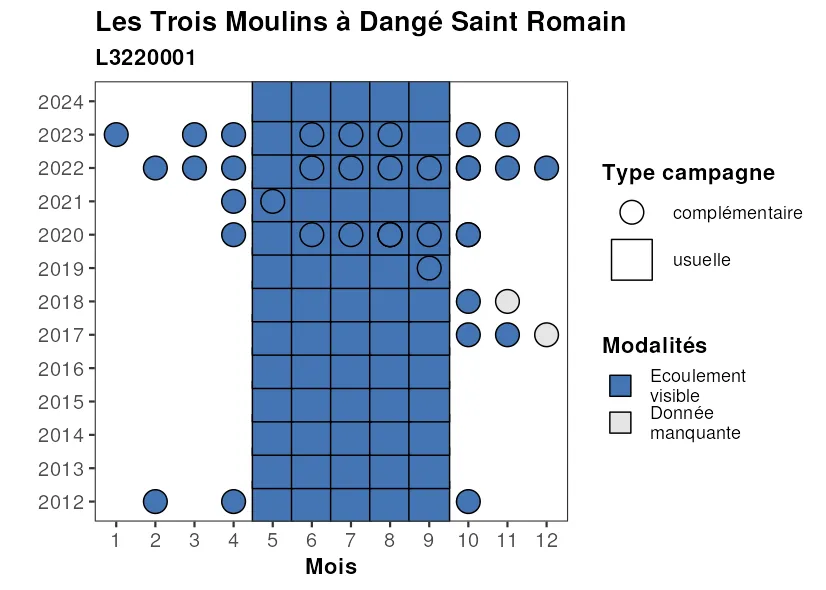 Les Trois Moulins à Dangé Saint Romain
L3220001
2024
2023
2022
2021
2020
2019
2018
2017
2016
2015
2014
2013
2012
1 2 3 4 5 6 7 8 9 10 11 12
Mois
Type campagne
complémentaire
usuelle
Modalités
Ecoulement
visible
Donnée
manquante